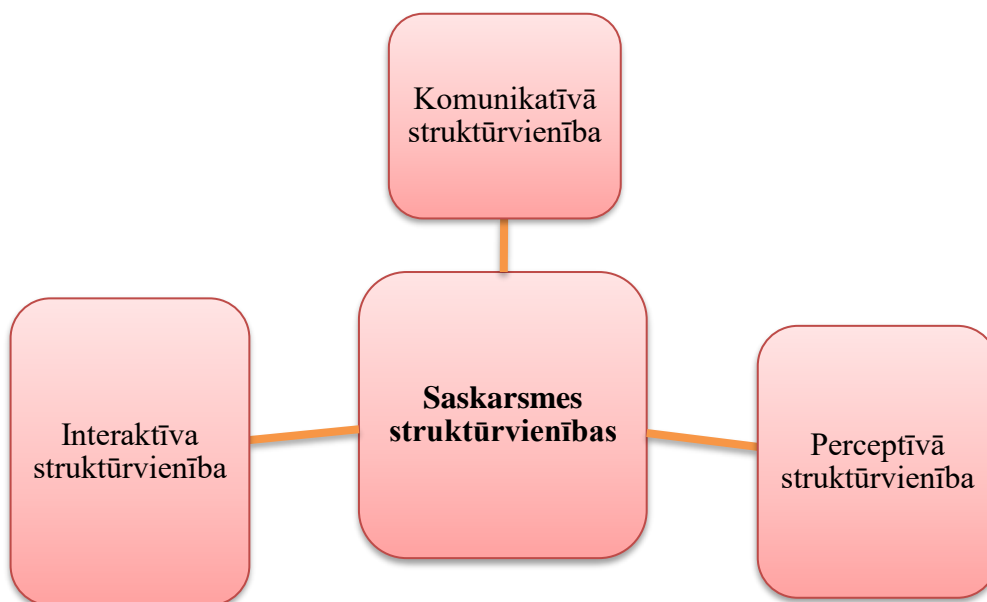 Komunikatīvā
struktūrvienība
Saskarsmes
struktūrvienības
Interaktīva
struktūrvienība
Perceptīvā
struktūrvienība